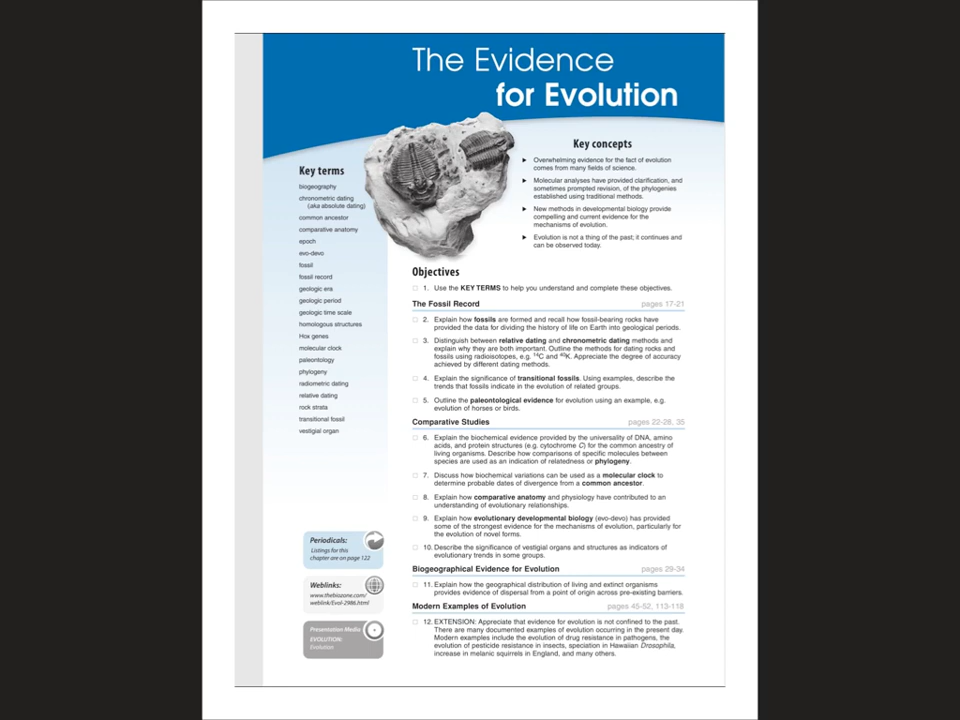 The Evidence
for Evolution
Key terms
biogeography
chronometric dating
(aka absolute dating)
common ancestor
comparative anatomy
epoch
evo-devo
fossil
fossil record
geologic era
geologic period
geologic time scale
homologous structures
Hox genes
molecular clock
paleontology
phylogeny
radiometric dating
relative dating
rock strata
transitional fossil
vestigial organ
Key concepts
► Overwhelming evidence for the fact of evolution
comes from many fields of science.
► Molecular analyses have provided clarification, and
sometimes prompted revision, of the phylogenies
established using traditional methods.
► New methods in developmental biology provide
compelling and current evidence for the
mechanisms of evolution.
► Evolution is not a thing of the past; it continues and
can be observed today.
Objectives
□ 1. Use the KEY TERMS to help you understand and complete these objectives.
The Fossil Record pages 17-21
□ 2. Explain how fossils are formed and recall how fossil-bearing rocks have
provided the data for dividing the history of life on Earth into geological periods.
□ 3. Distinguish between relative dating and chronometric dating methods and
explain why they are both important. Outline the methods for dating rocks and
fossils using radioisotopes, e.g. ¹⁴C and ⁴⁰K. Appreciate the degree of accuracy
achieved by different dating methods.
□ 4. Explain the significance of transitional fossils. Using examples, describe the
trends that fossils indicate in the evolution of related groups.
□ 5. Outline the paleontological evidence for evolution using an example, e.g.
evolution of horses or birds.
Comparative Studies pages 22-28, 35
□ 6. Explain the biochemical evidence provided by the universality of DNA, amino
acids, and protein structures (e.g. cytochrome C) for the common ancestry of
living organisms. Describe how comparisons of specific molecules between
species are used as an indication of relatedness or phylogeny.
□ 7. Discuss how biochemical variations can be used as a molecular clock to
determine probable dates of divergence from a common ancestor.
□ 8. Explain how comparative anatomy and physiology have contributed to an
understanding of evolutionary relationships.
□ 9. Explain how evolutionary developmental biology (evo-devo) has provided
some of the strongest evidence for the mechanisms of evolution, particularly for
the evolution of novel forms.
□ 10. Describe the significance of vestigial organs and structures as indicators of
evolutionary trends in some groups.
Biogeographical Evidence for Evolution pages 29-34
□ 11. Explain how the geographical distribution of living and extinct organisms
provides evidence of dispersal from a point of origin across pre-existing barriers.
Modern Examples of Evolution pages 45-52, 113-118
□ 12. EXTENSION: Appreciate that evidence for evolution is not confined to the past.
There are many documented examples of evolution occurring in the present day.
Modern examples include the evolution of drug resistance in pathogens, the
evolution of pesticide resistance in insects, speciation in Hawaiian Drosophila,
increase in melanic squirrels in England, and many others.
Periodicals:
Listings for this
chapter are on page 122
Weblinks:
www.thebiozone.com/
weblink/Evol-2986.html
Presentation Media
EVOLUTION:
Evolution